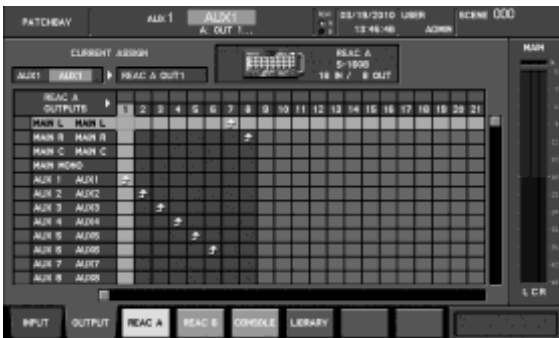 PATCHBAY
AUX 1
AUX1
A: OUT 1...
03/19/2010
USER
SCENE 000
13:46:46
ADMIN
CURRENT ASSIGN
AUX1 AUX1 REAC A OUT1
REAC A
S-1608
16 IN / 8 OUT
MAIN
REAC A
OUTPUTS 1 2 3 4 5 6 7 8 9 10 11 12 13 14 15 16 17 18 19 20 21
MAIN L MAIN L
MAIN R MAIN R
MAIN C MAIN C
MAIN MONO
AUX 1 AUX1
AUX 2 AUX2
AUX 3 AUX3
AUX 4 AUX4
AUX 5 AUX5
AUX 6 AUX6
AUX 7 AUX7
AUX 8 AUX8
L C R
INPUT OUTPUT REAC A REAC B CONSOLE LIBRARY